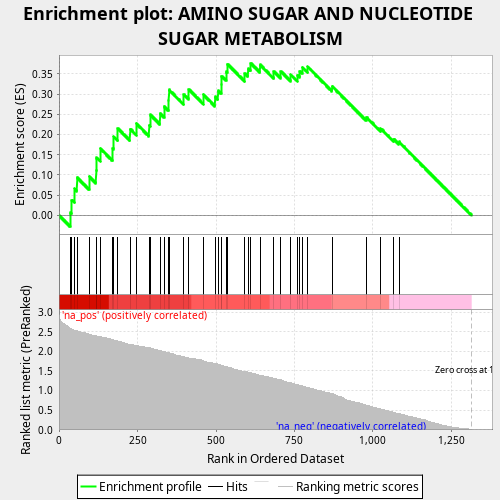 Enrichment plot: AMINO SUGAR AND NUCLEOTIDE
SUGAR METABOLISM
Enrichment score (ES)
0.35
0.30
0.25
0.20
0.15
0.10
0.05
0.00
'na_pos' (positively correlated)
Ranked list metric (PreRanked)
3.0
2.5
2.0
1.5
1.0
0.5
0.0
Zero cross at 1
'na_neg' (negatively correlated)
0 250 500 750 1,000 1,250
Rank in Ordered Dataset
Enrichment profile Hits Ranking metric scores